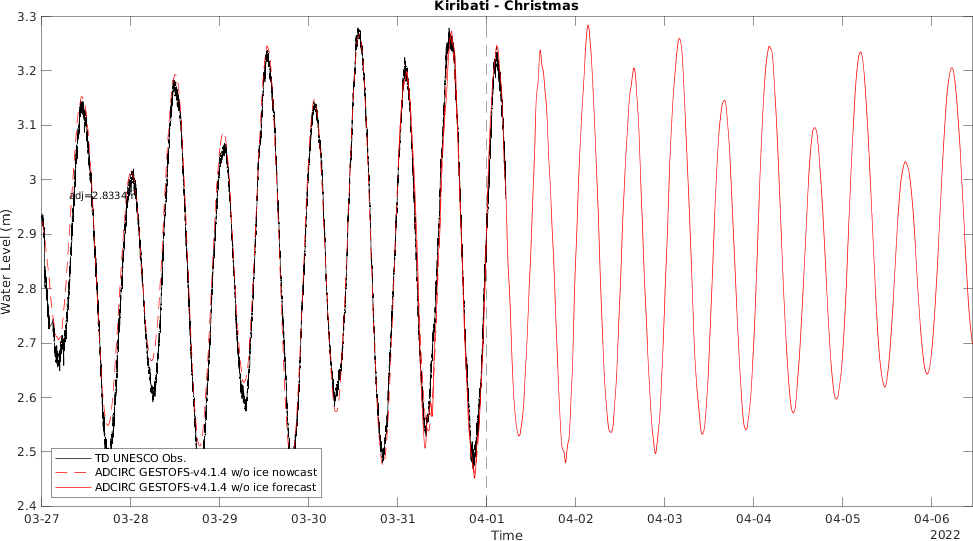 Kiribati - Christmas
3.3
3.2
3.1
3
2.9
2.8
2.7
2.6
2.5
2.4
Water Level (m)
adj=2.8334
TD UNESCO Obs.
ADCIRC GESTOFS-v4.1.4 w/o ice nowcast
ADCIRC GESTOFS-v4.1.4 w/o ice forecast
03-27 03-28 03-29 03-30 03-31 04-01 04-02 04-03 04-04 04-05 04-06
Time
2022